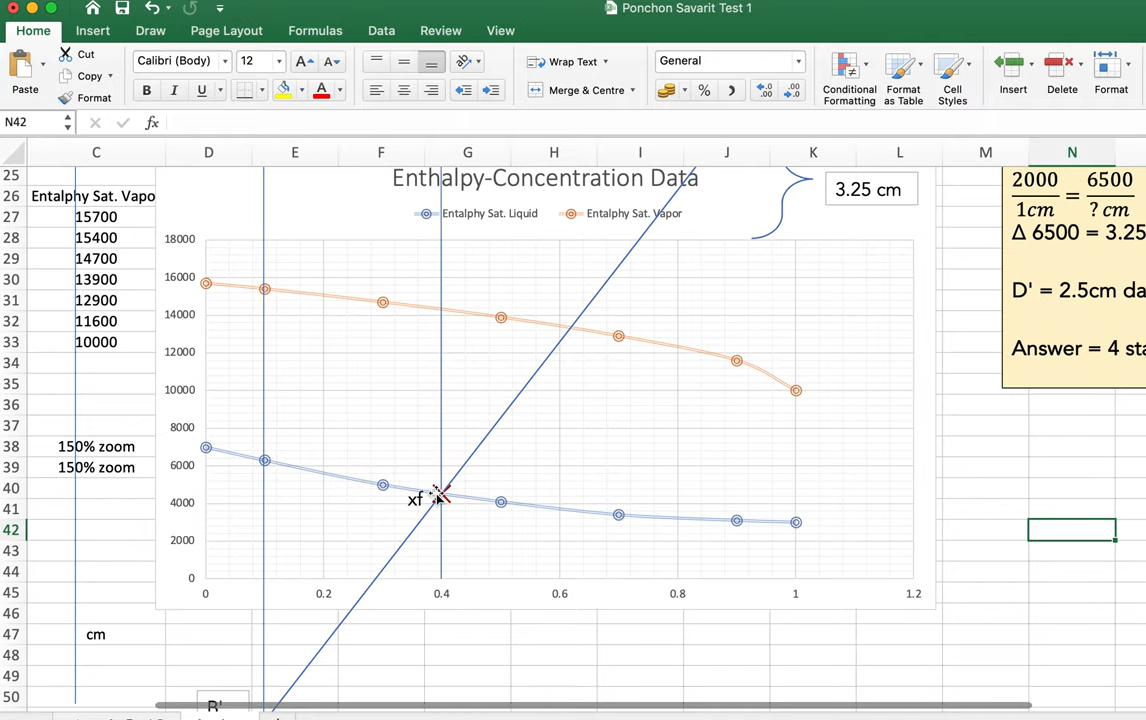 Ponchon Savarit Test 1
Home Insert Draw Page Layout Formulas Data Review View
Paste
Cut
Copy
Format
Calibri (Body) 12 A A
B I U A
Wrap Text
Merge & Centre
General
%
Conditional Formatting
Format as Table
Cell Styles
Insert Delete Format
N42 fx
C D E F G H I J K L M N
25
26 Entalphy Sat. Vapo
27 15700
28 15400
29 14700
30 13900
31 12900
32 11600
33 10000
34
35
36
37
38 150% zoom
39 150% zoom
40
41
42
43
44
45
46
47 cm
48
49
50
Enthalpy-Concentration Data
Entalphy Sat. Liquid Entalphy Sat. Vapor
18000
16000
14000
12000
10000
8000
6000
4000
2000
0
0 0.2 0.4 0.6 0.8 1 1.2
xf
3.25 cm
2000 6500
=
1cm ? cm
Δ 6500 = 3.25
D' = 2.5cm da
Answer = 4 sta